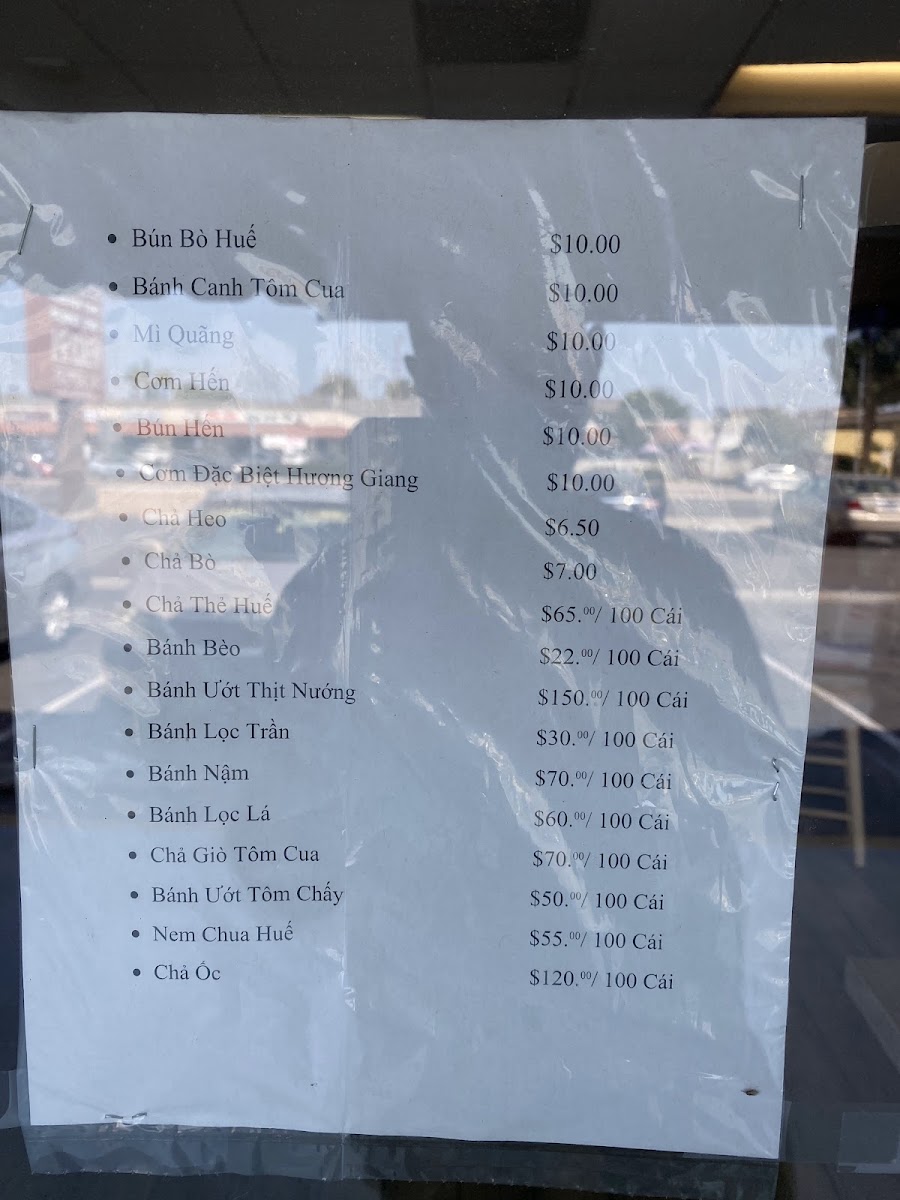 • Bún Bò Huế $10.00
• Bánh Canh Tôm Cua $10.00
• Mì Quãng $10.00
• Cơm Hến $10.00
• Bún Hến $10.00
• Cơm Đặc Biệt Hương Giang $10.00
• Chả Heo $6.50
• Chả Bò $7.00
• Chả Thẻ Huế $65.00/ 100 Cái
• Bánh Bèo $22.00/ 100 Cái
• Bánh Ướt Thịt Nướng $150.00/ 100 Cái
• Bánh Lọc Trần $30.00/ 100 Cái
• Bánh Nậm $70.00/ 100 Cái
• Bánh Lọc Lá $60.00/ 100 Cái
• Chả Giò Tôm Cua $70.00/ 100 Cái
• Bánh Ướt Tôm Chấy $50.00/ 100 Cái
• Nem Chua Huế $55.00/ 100 Cái
• Chả Ốc $120.00/ 100 Cái